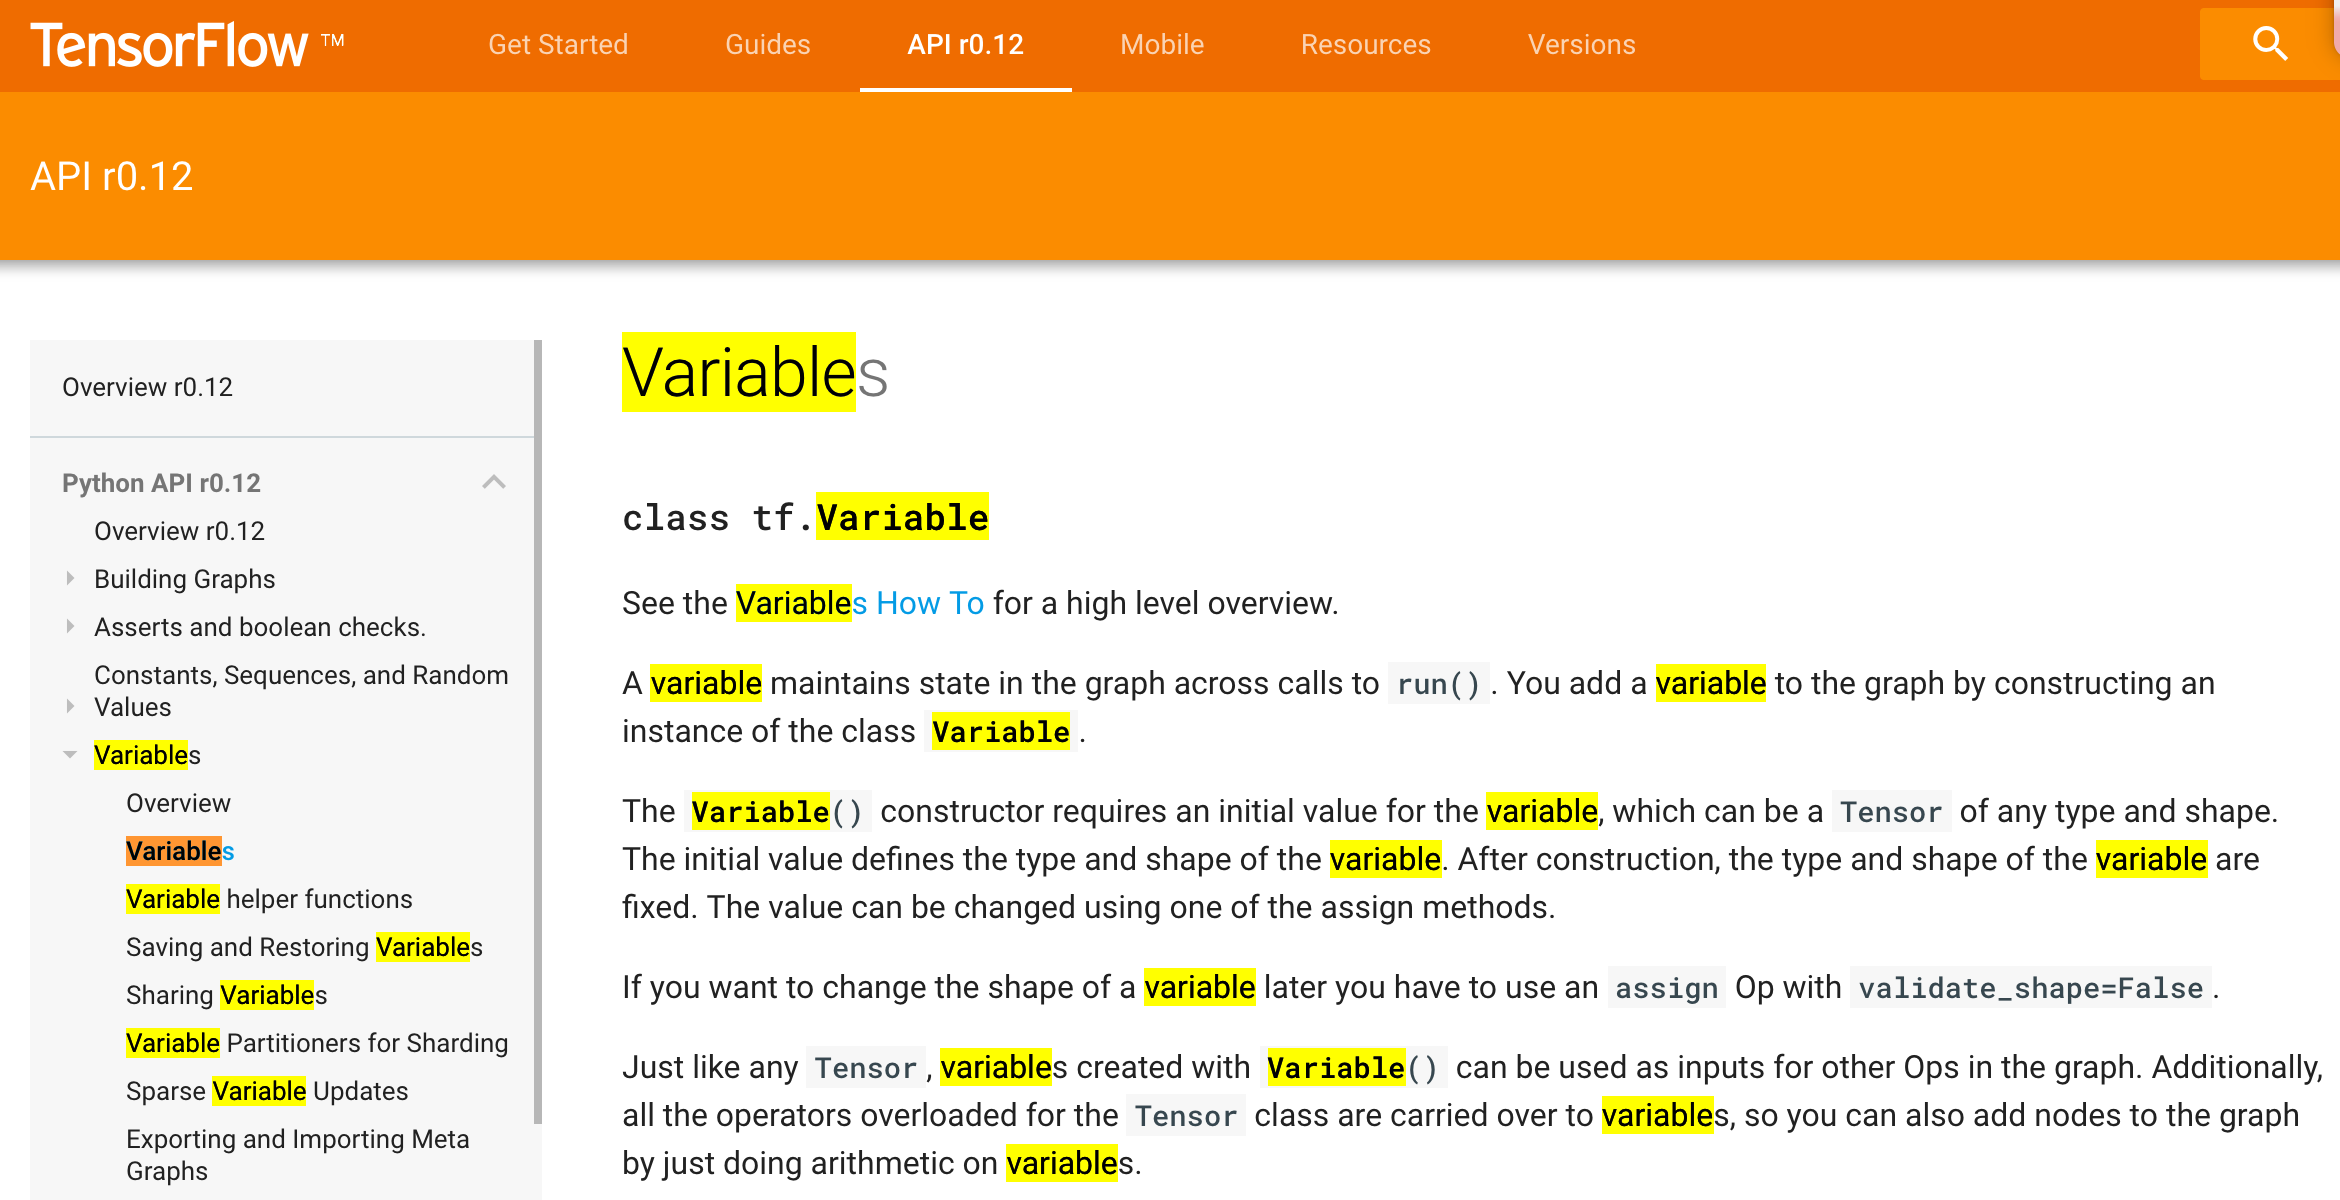 TensorFlow ™
Get Started
Guides
API r0.12
Mobile
Resources
Versions
API r0.12
Overview r0.12
Python API r0.12
Overview r0.12
Building Graphs
Asserts and boolean checks.
Constants, Sequences, and Random
Values
Variables
Overview
Variables
Variable helper functions
Saving and Restoring Variables
Sharing Variables
Variable Partitioners for Sharding
Sparse Variable Updates
Exporting and Importing Meta
Graphs
Variables
class tf.Variable
See the Variables How To for a high level overview.
A variable maintains state in the graph across calls to run(). You add a variable to the graph by constructing an
instance of the class Variable.
The Variable() constructor requires an initial value for the variable, which can be a Tensor of any type and shape.
The initial value defines the type and shape of the variable. After construction, the type and shape of the variable are
fixed. The value can be changed using one of the assign methods.
If you want to change the shape of a variable later you have to use an assign Op with validate_shape=False.
Just like any Tensor, variables created with Variable() can be used as inputs for other Ops in the graph. Additionally,
all the operators overloaded for the Tensor class are carried over to variables, so you can also add nodes to the graph
by just doing arithmetic on variables.